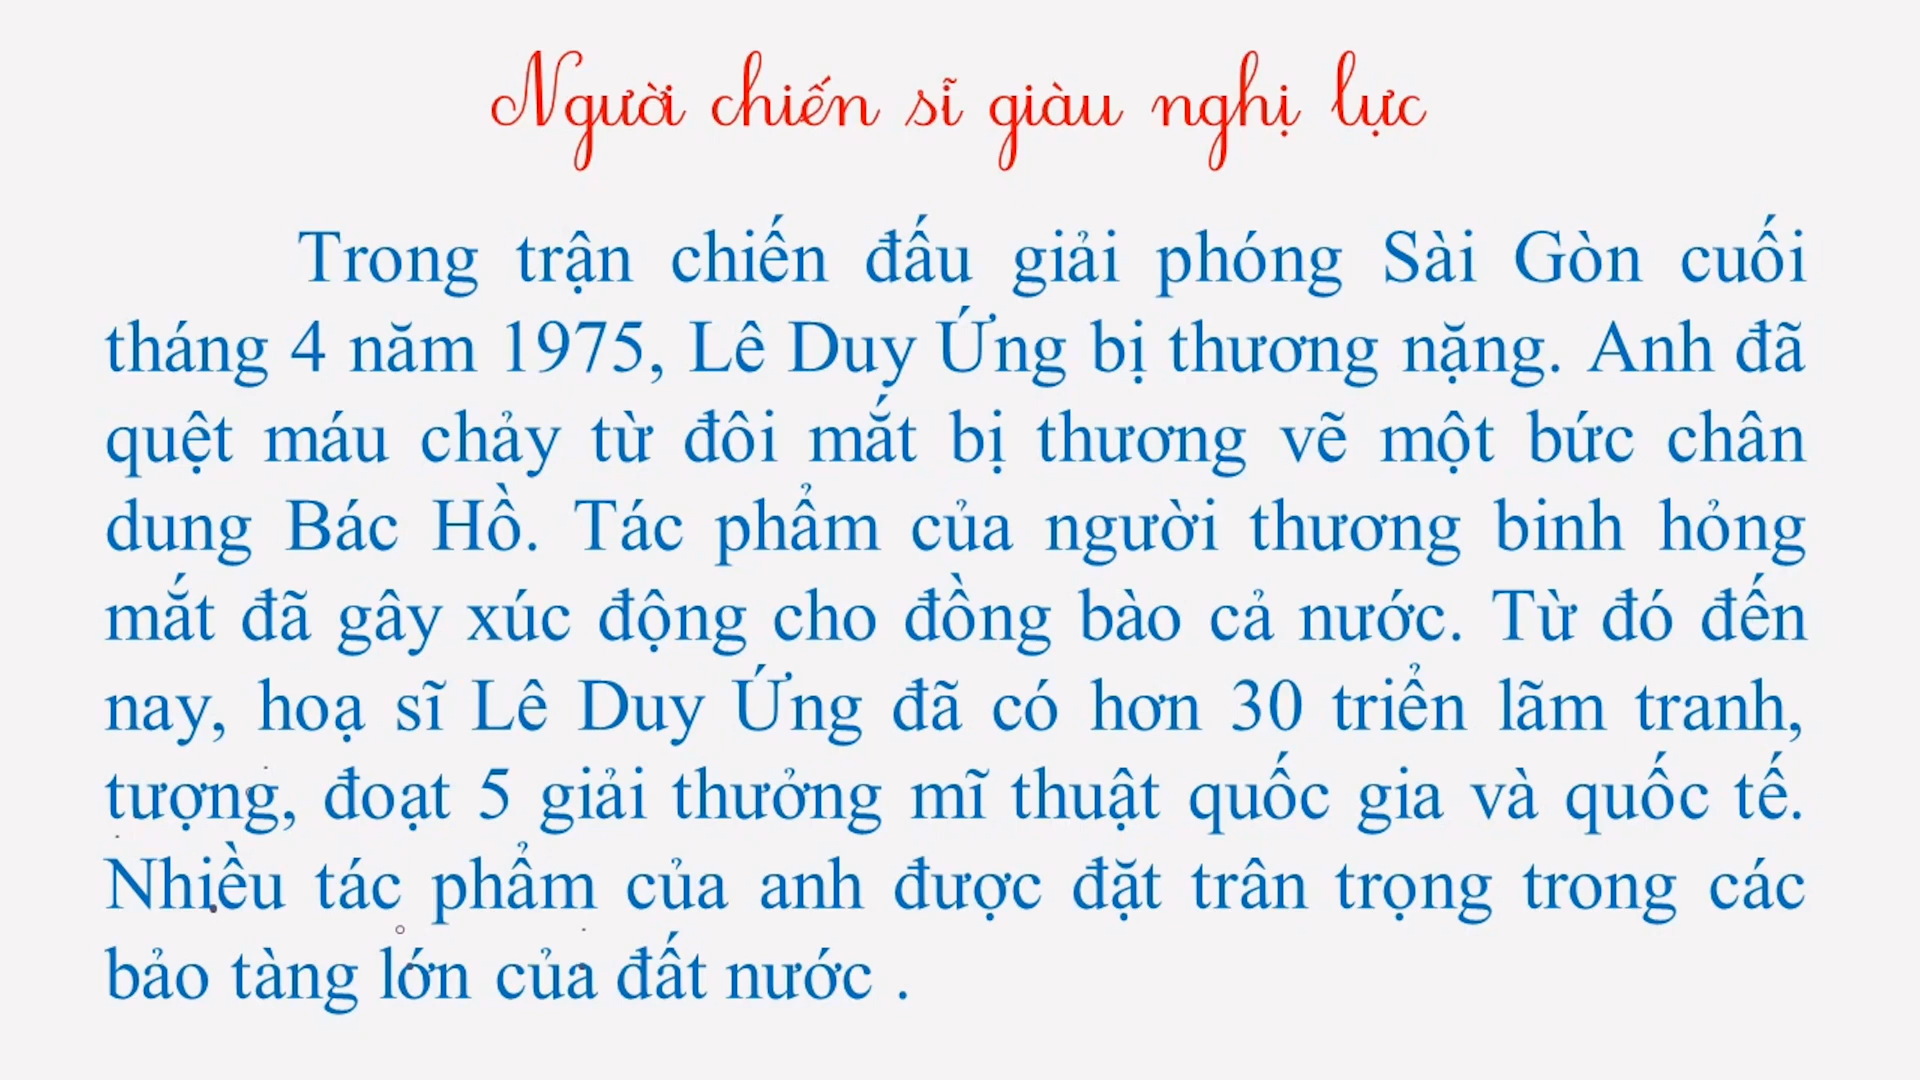 Người chiến sĩ giàu nghị lực
Trong trận chiến đấu giải phóng Sài Gòn cuối
tháng 4 năm 1975, Lê Duy Ứng bị thương nặng. Anh đã
quệt máu chảy từ đôi mắt bị thương vẽ một bức chân
dung Bác Hồ. Tác phẩm của người thương binh hỏng
mắt đã gây xúc động cho đồng bào cả nước. Từ đó đến
nay, hoạ sĩ Lê Duy Ứng đã có hơn 30 triển lãm tranh,
tượng, đoạt 5 giải thưởng mĩ thuật quốc gia và quốc tế.
Nhiều tác phẩm của anh được đặt trân trọng trong các
bảo tàng lớn của đất nước .